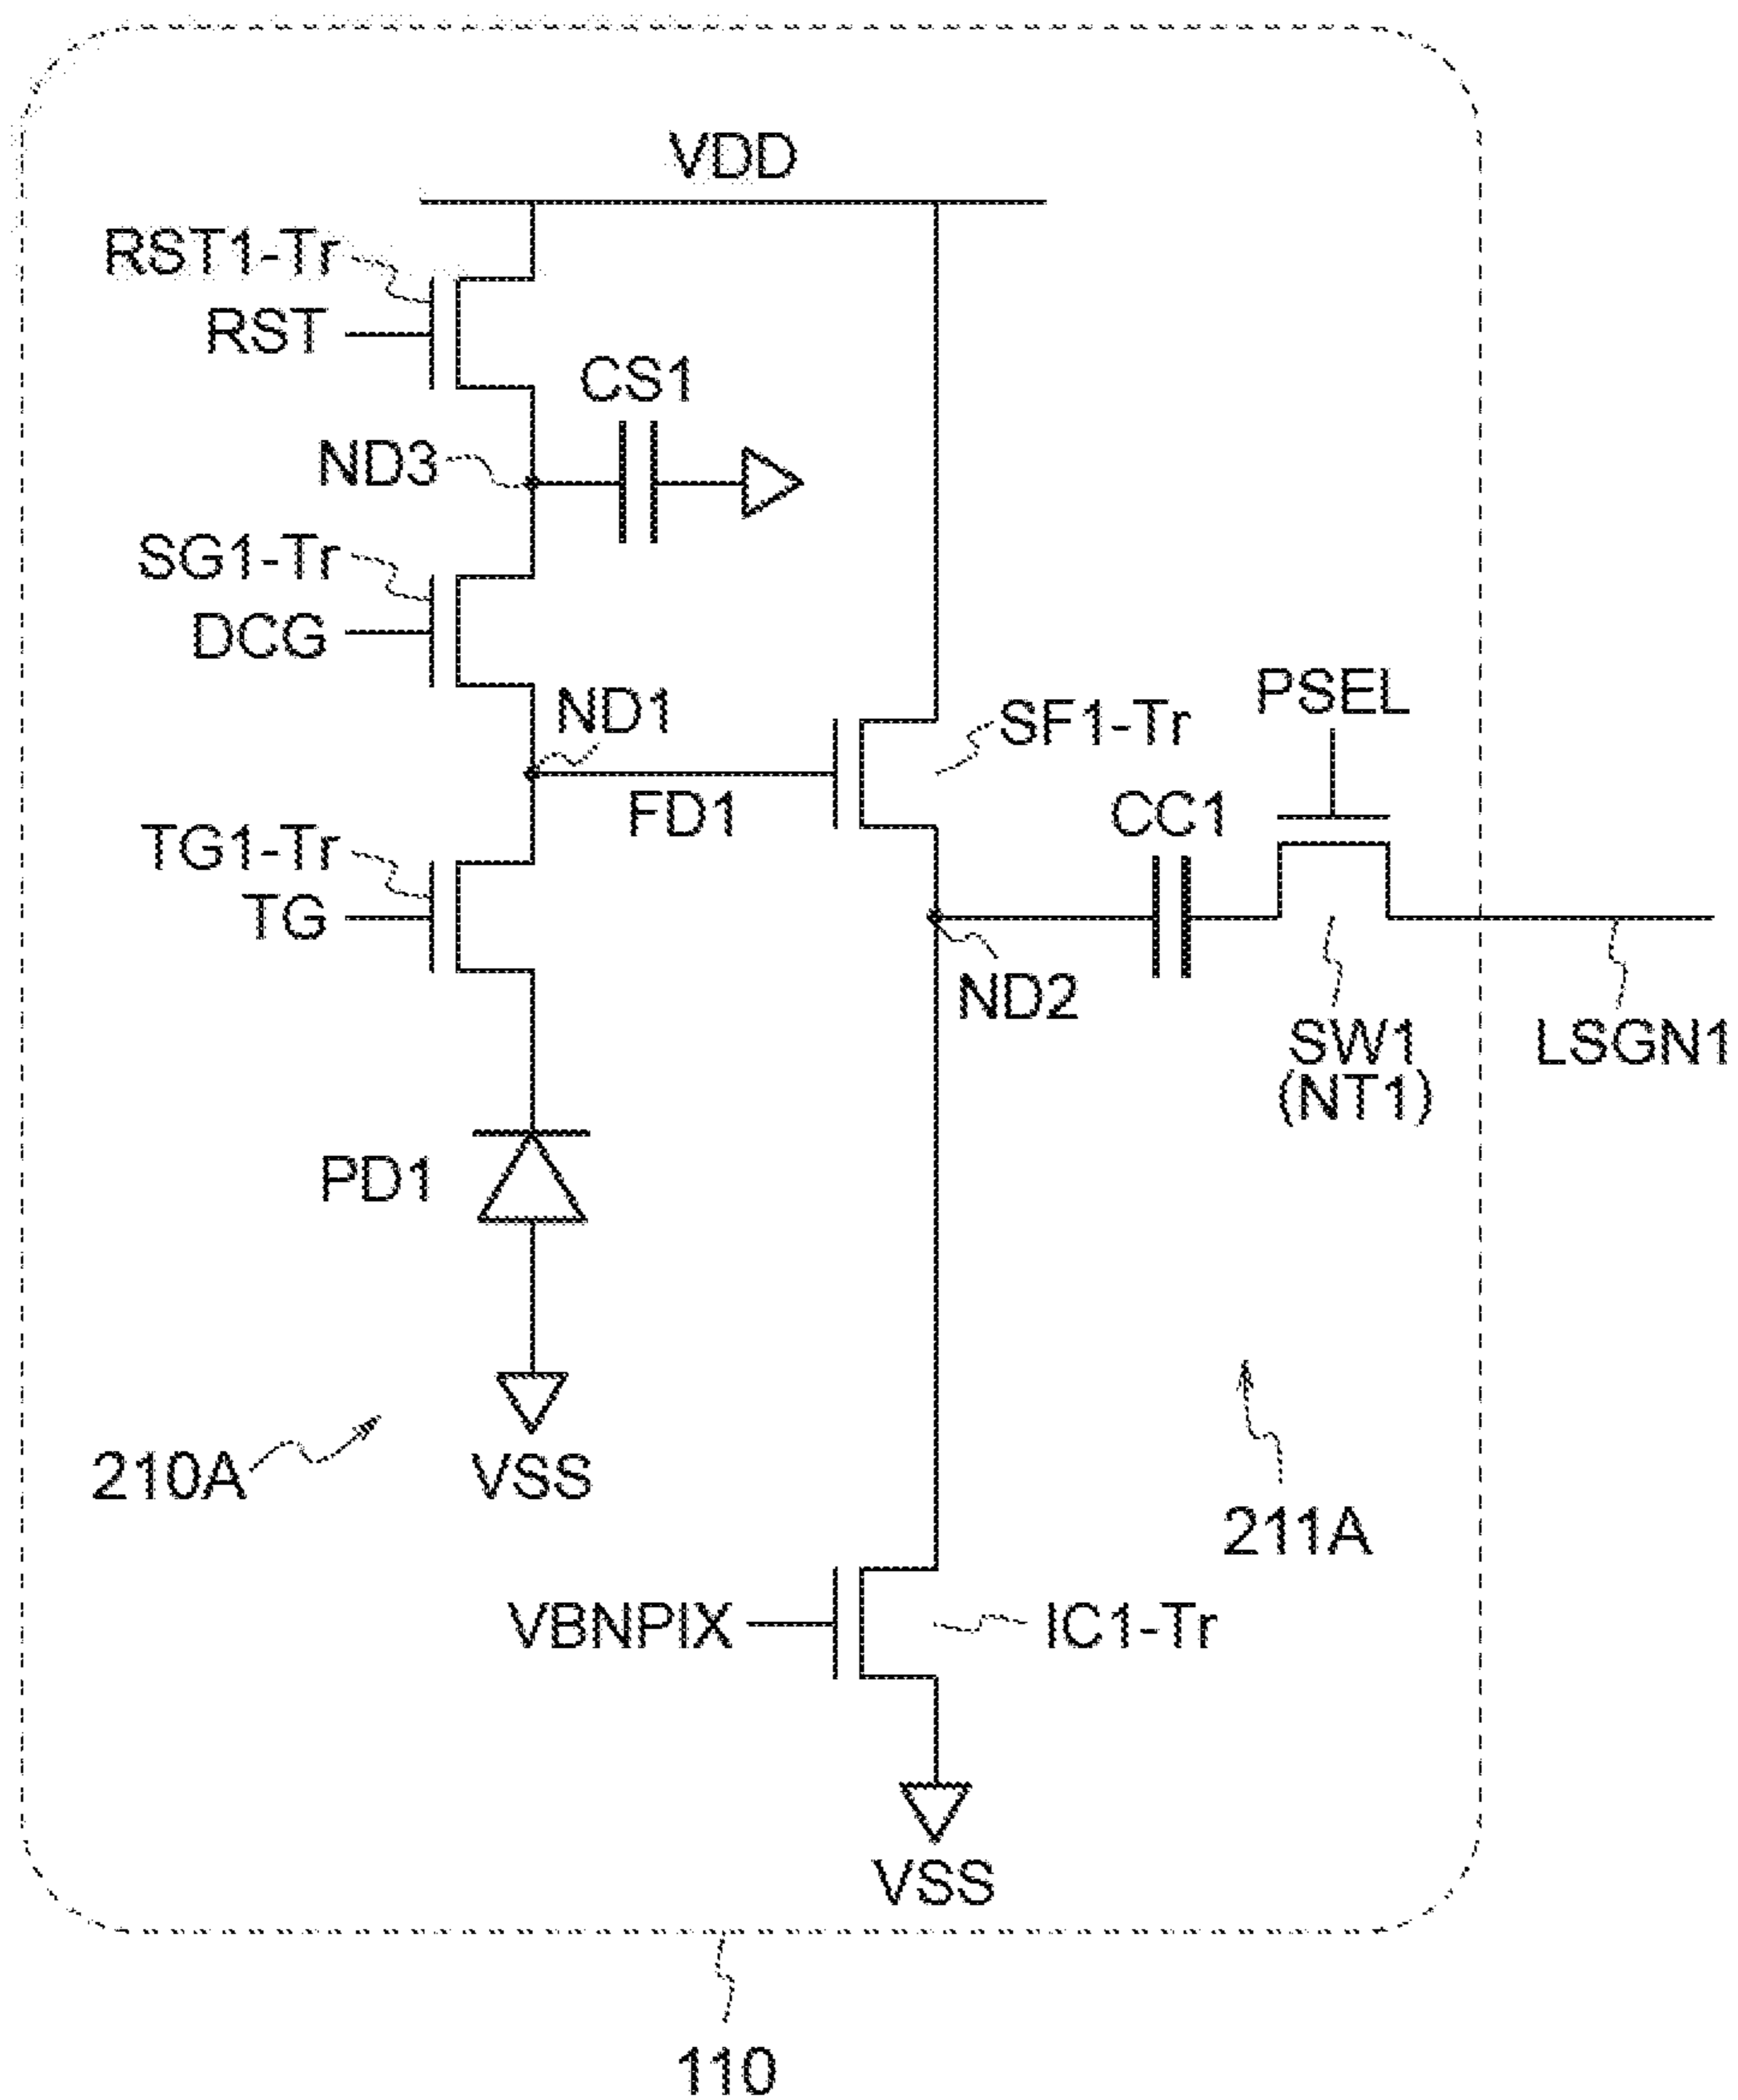 VDD
RST1-Tr
RST
CS1
ND3
SG1-Tr
DCG
ND1
PSEL
SF1-Tr
FD1
CC1
TG1-Tr
TG
ND2
SW1
(NT1)
LSGN1
PD1
210A
VSS
211A
VBNPIX
IC1-Tr
VSS
110